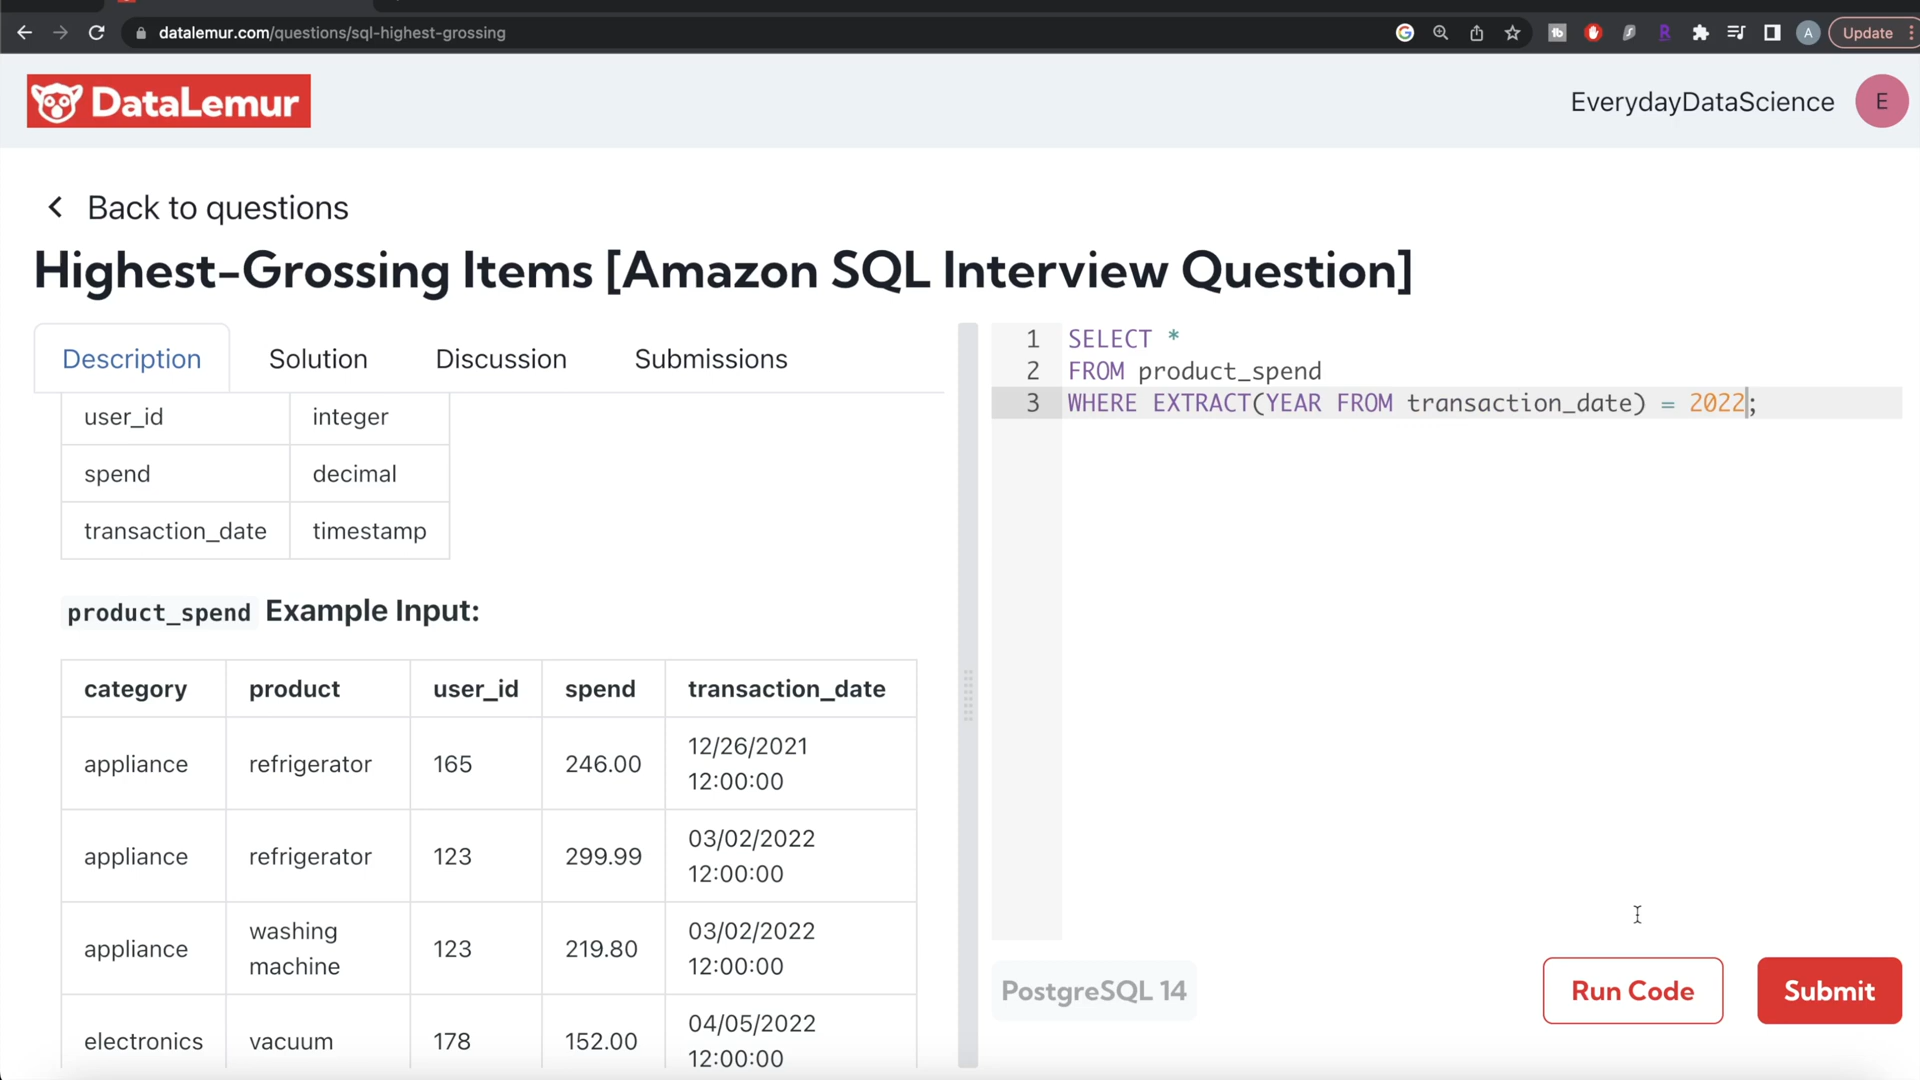 datalemur.com/questions/sql-highest-grossing
Update
DataLemur
EverydayDataScience
E
Back to questions
Highest-Grossing Items [Amazon SQL Interview Question]
Description
Solution
Discussion
Submissions
user_id integer
spend decimal
transaction_date timestamp
product_spend Example Input:
category product user_id spend transaction_date
appliance refrigerator 165 246.00 12/26/2021 12:00:00
appliance refrigerator 123 299.99 03/02/2022 12:00:00
appliance washing machine 123 219.80 03/02/2022 12:00:00
electronics vacuum 178 152.00 04/05/2022 12:00:00
1 SELECT *
2 FROM product_spend
3 WHERE EXTRACT(YEAR FROM transaction_date) = 2022;
PostgreSQL 14
Run Code
Submit